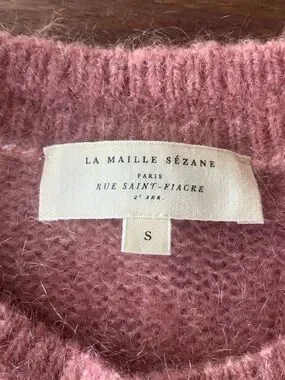 LA MAILLE SÉZANE
PARIS
RUE SAINT-FIACRE
2ᵉ ARR.
S